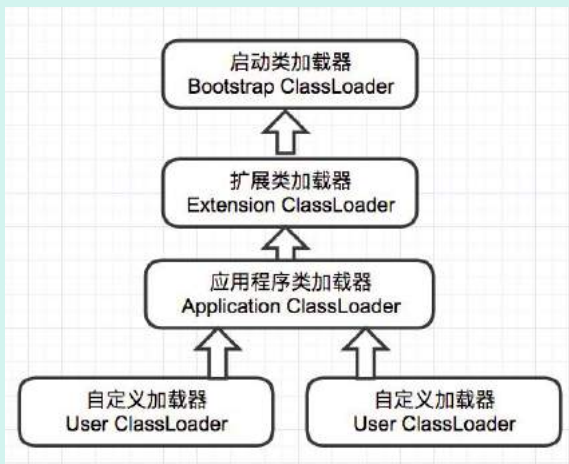 启动类加载器
Bootstrap ClassLoader
扩展类加载器
Extension ClassLoader
应用程序类加载器
Application ClassLoader
自定义加载器
User ClassLoader
自定义加载器
User ClassLoader